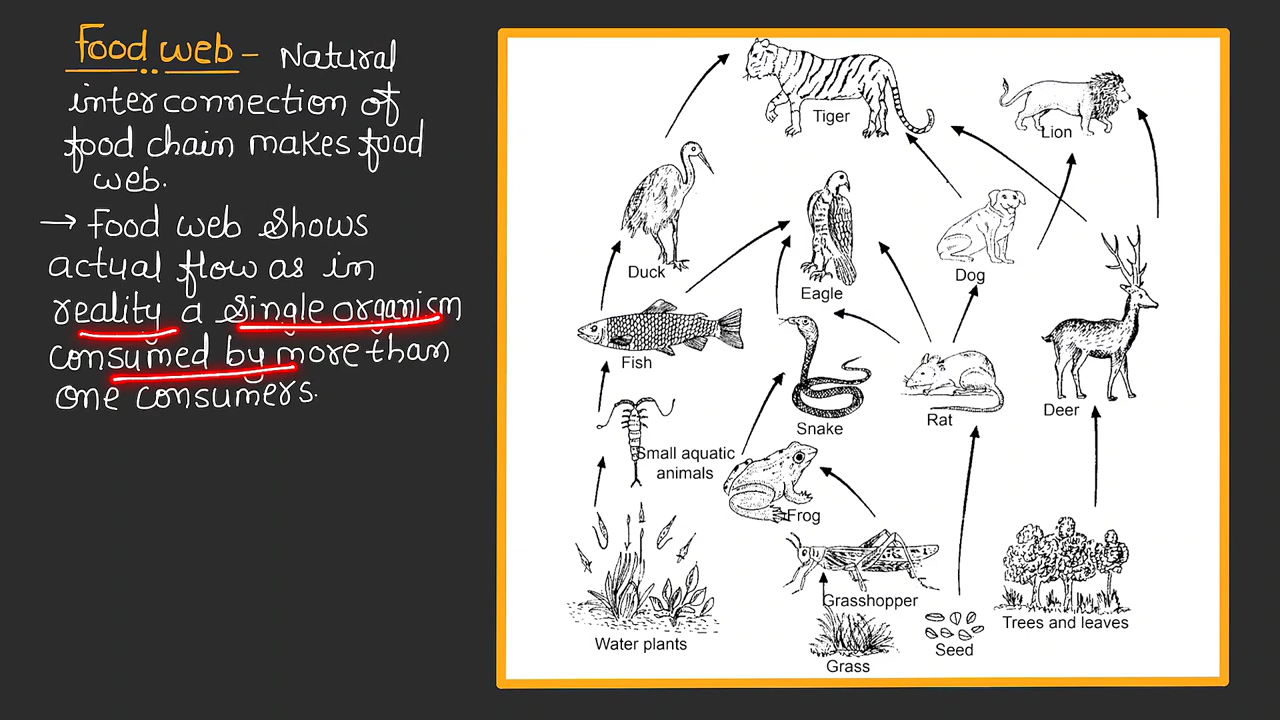 Food web - Natural
interconnection of
food chain makes food
web.
→ Food web shows
actual flow as in
reality a single organism
consumed by more than
one consumers.
Tiger
Lion
Duck
Eagle
Dog
Fish
Snake
Rat
Deer
Small aquatic
animals
Frog
Grasshopper
Water plants
Grass
Seed
Trees and leaves